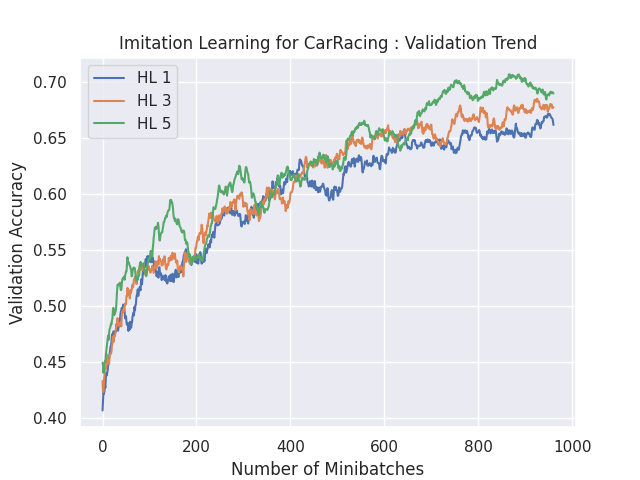 Imitation Learning for CarRacing : Validation Trend
HL 1
HL 3
HL 5
Validation Accuracy
0.70
0.65
0.60
0.55
0.50
0.45
0.40
0 200 400 600 800 1000
Number of Minibatches